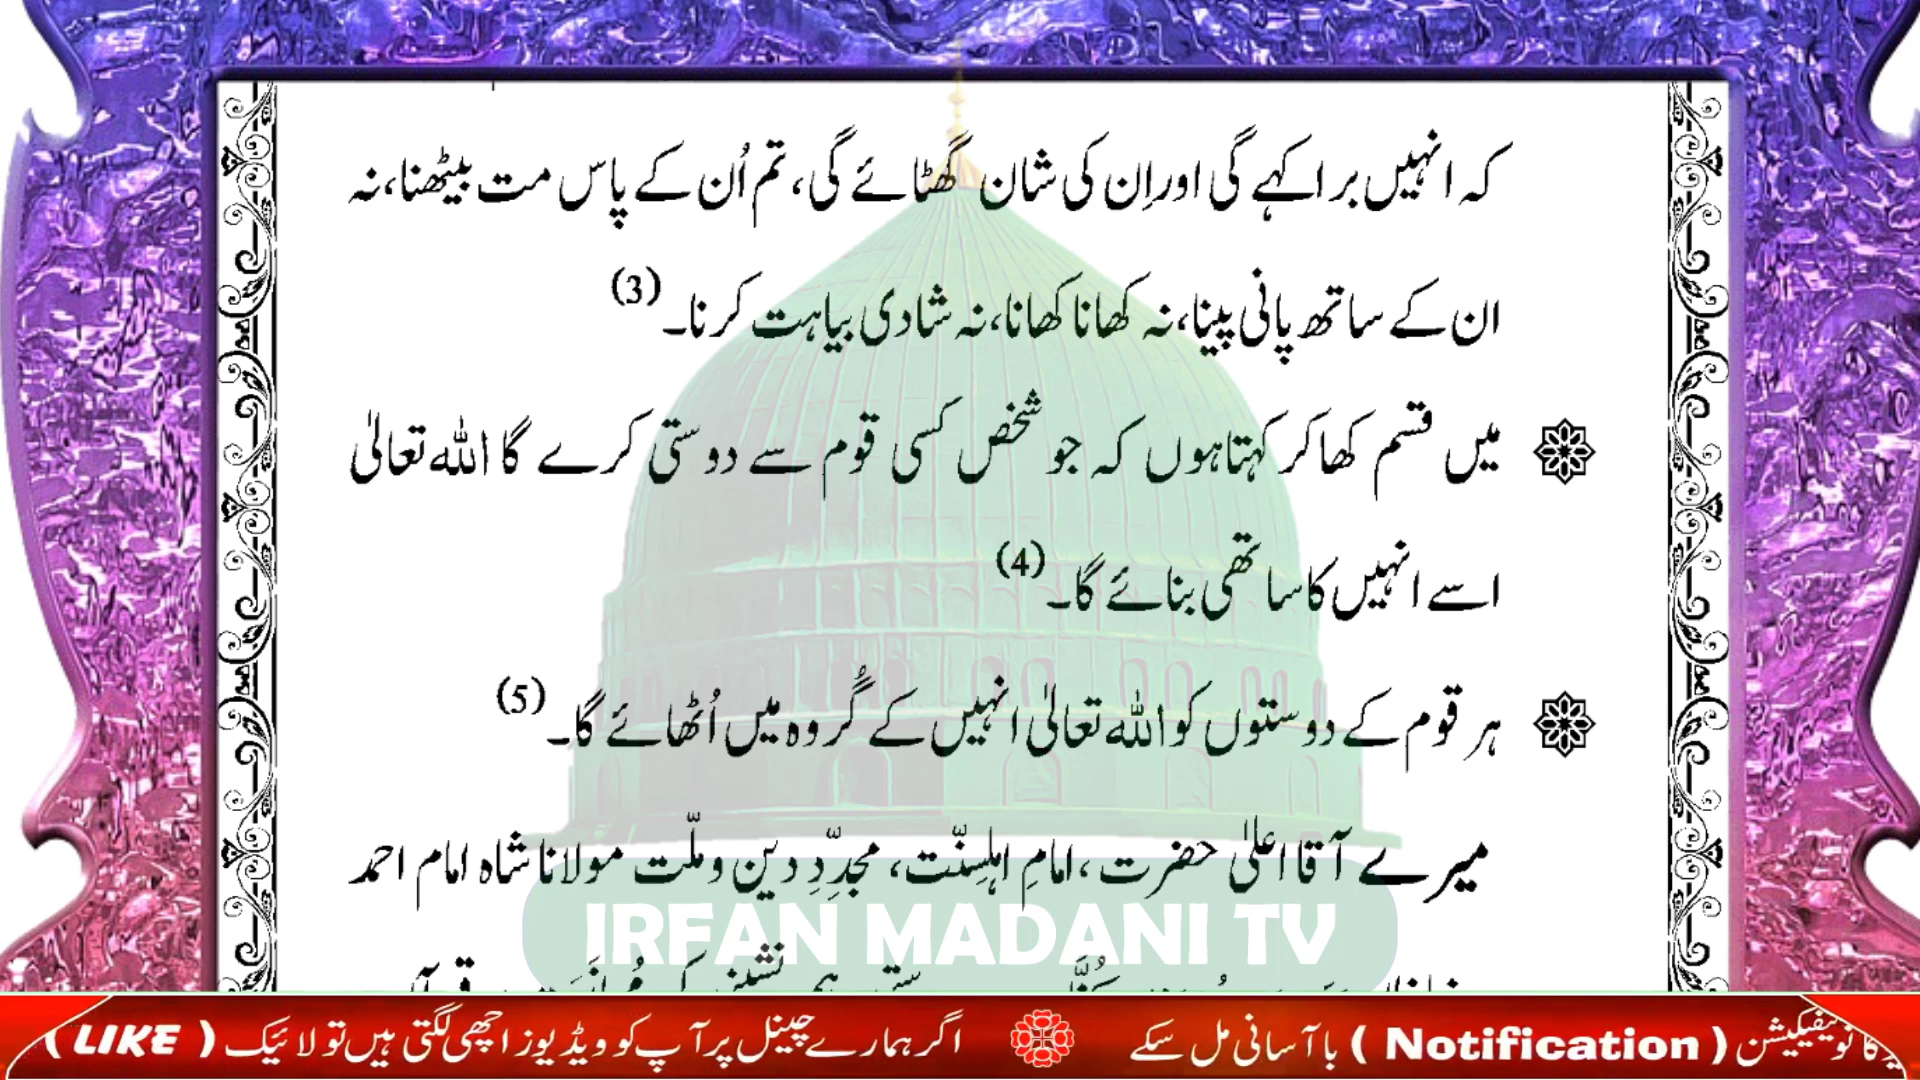 کہ انہیں برا کہے گی اور اِن کی شان گھٹائے گی، تم اُن کے پاس مت بیٹھنا، نہ
ان کے ساتھ پانی پینا، نہ کھانا کھانا، نہ شادی بیاہت کرنا۔ (3)
میں قسم کھا کر کہتا ہوں کہ جو شخص کسی قوم سے دوستی کرے گا اللہ تعالیٰ
اسے انہیں کا ساتھی بنائے گا۔ (4)
ہر قوم کے دوستوں کو اللہ تعالیٰ انہیں کے گُروہ میں اُٹھائے گا۔ (5)
میرے آقا اعلیٰ حضرت، امامِ اہلِسنّت، مجدّدِ دین وملّت مولانا شاہ امام احمد
IRFAN MADANI TV
کا نوٹیفیکیشن ( Notification ) با آسانی مل سکے اگر ہمارے چینل پر آپ کو ویڈیوز اچھی لگتی ہیں تو لائیک ( LIKE )